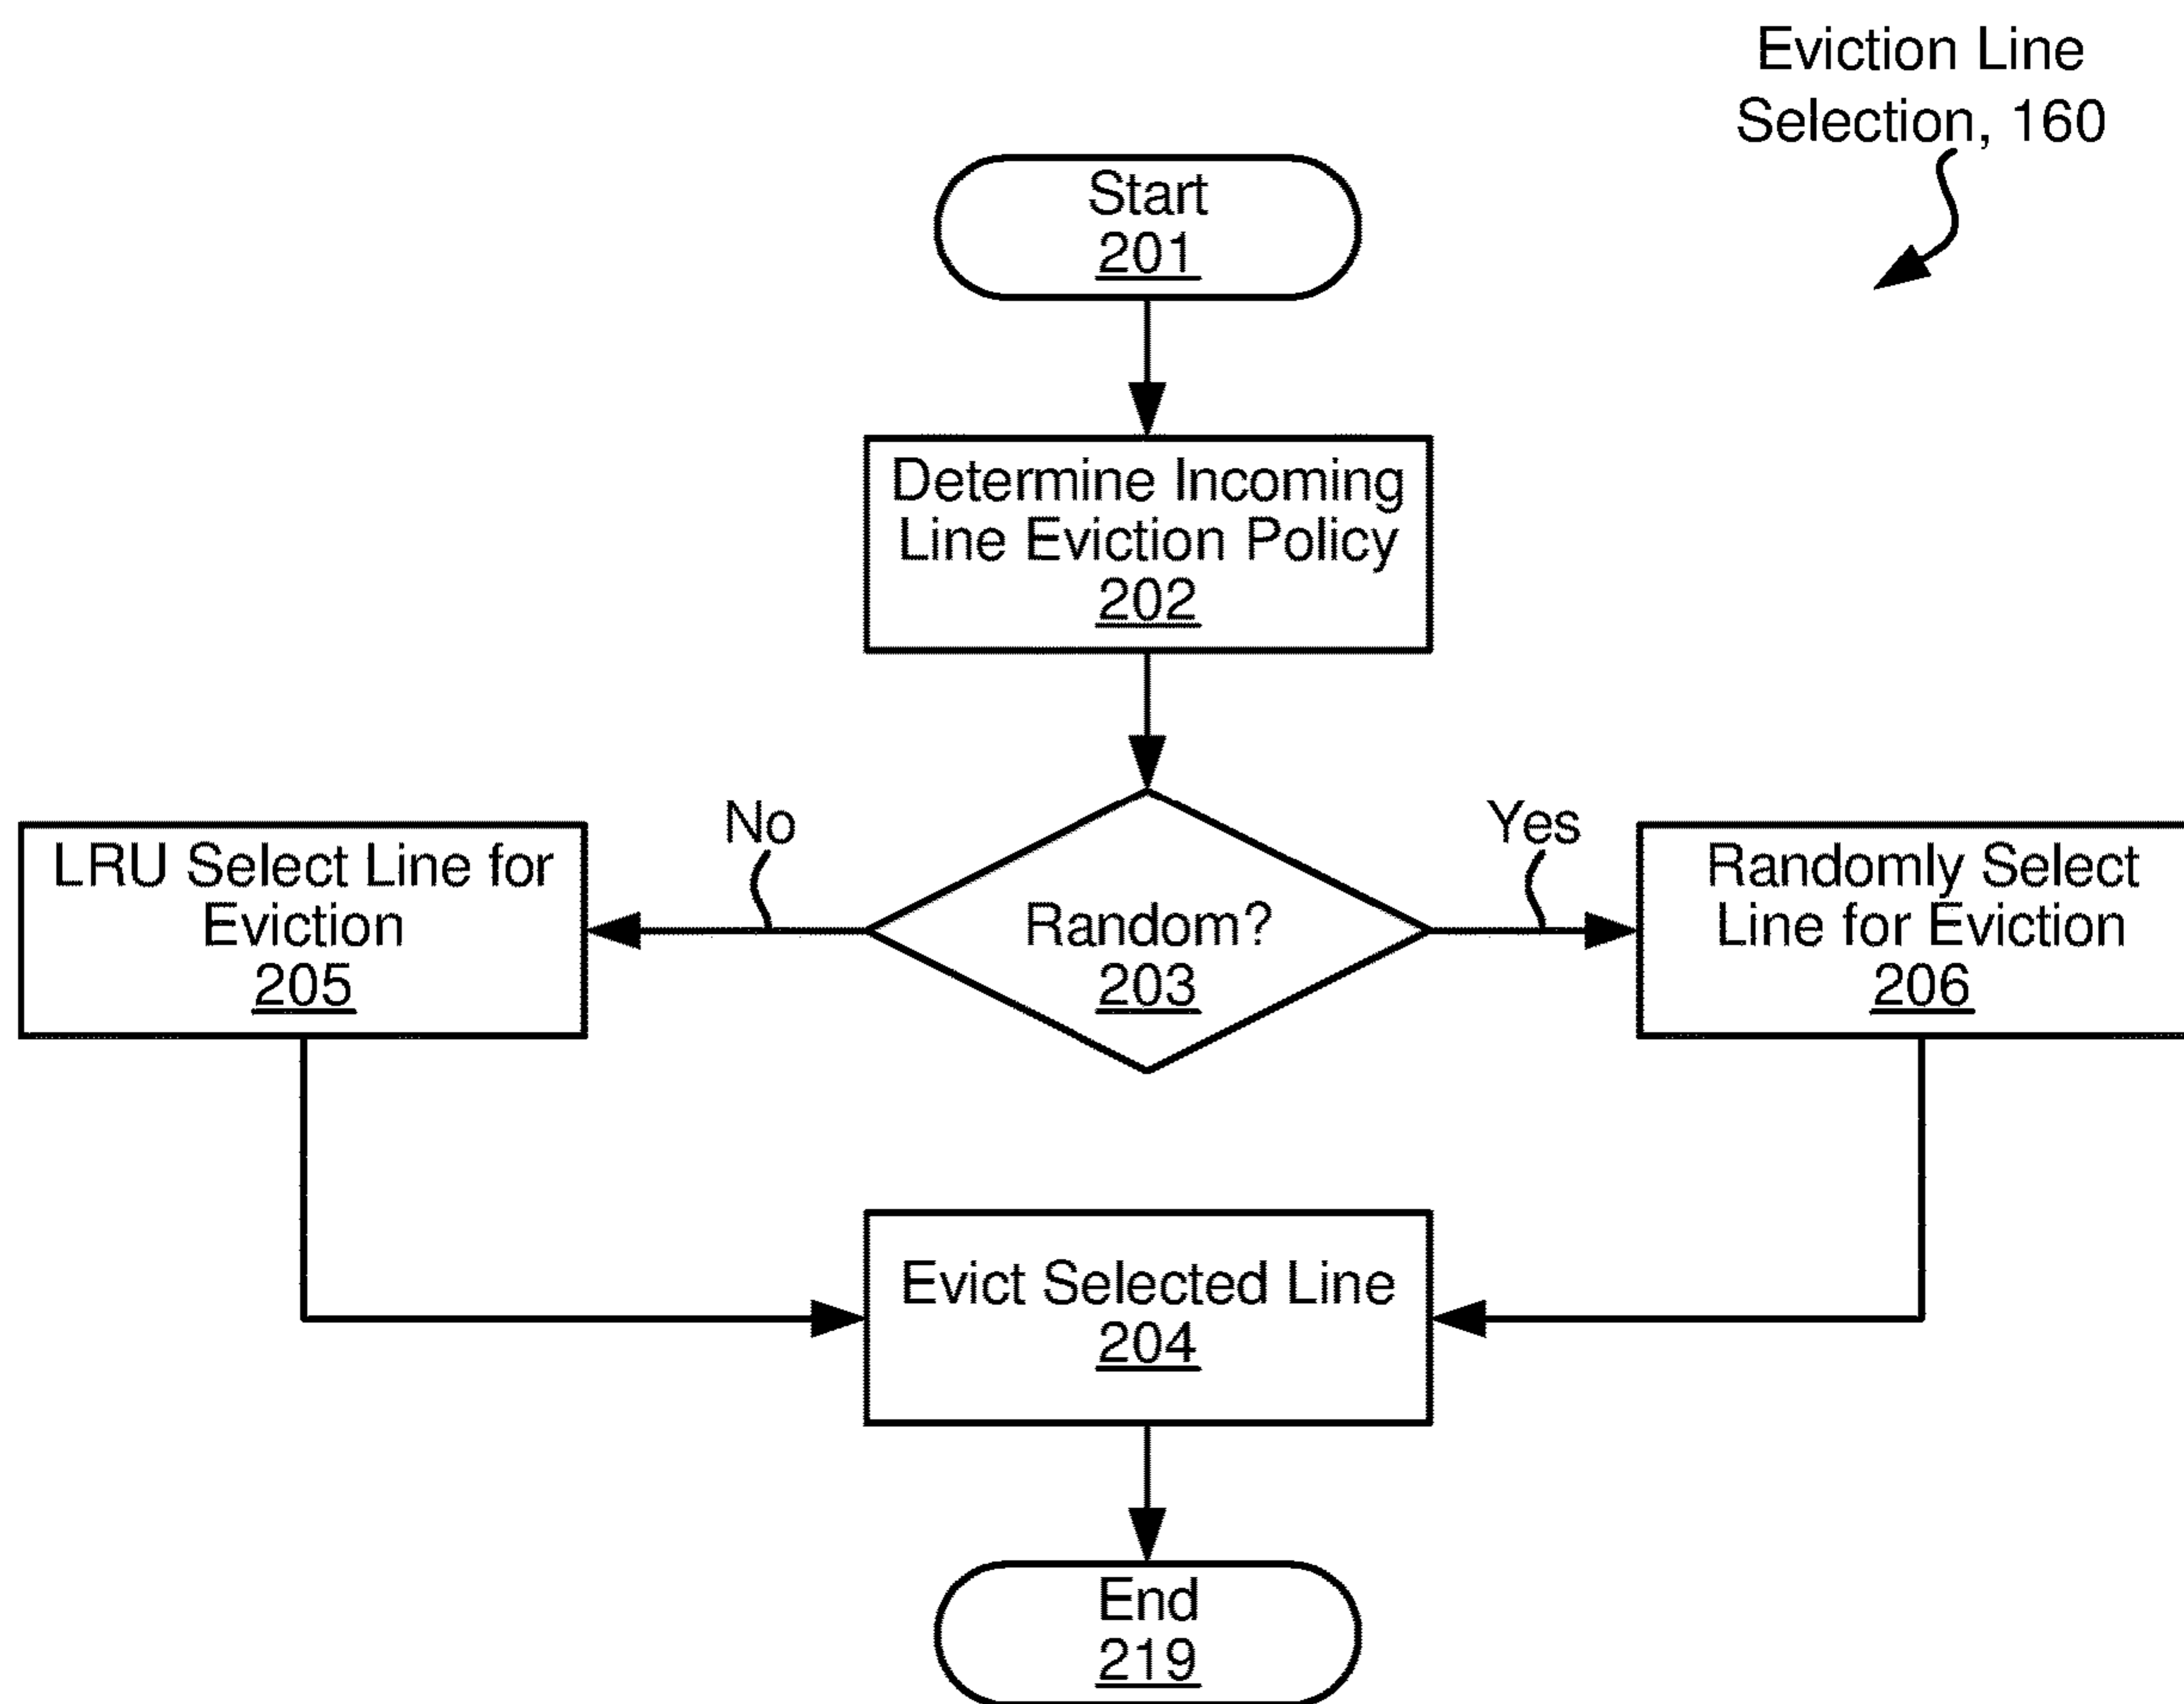 Eviction Line
Selection, 160
Start
201
Determine Incoming
Line Eviction Policy
202
No
Yes
LRU Select Line for
Eviction
205
Random?
203
Randomly Select
Line for Eviction
206
Evict Selected Line
204
End
219